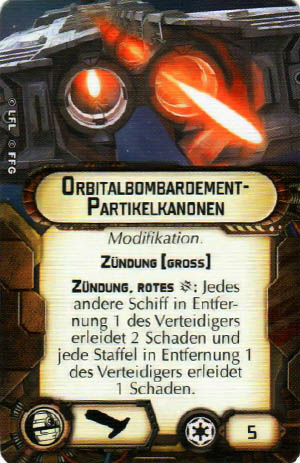 © LFL © FFG
ORBITALBOMBARDEMENT-
PARTIKELKANONEN
Modifikation.
ZÜNDUNG [GROSS]
ZÜNDUNG, ROTES : Jedes
andere Schiff in Entfer-
nung 1 des Verteidigers
erleidet 2 Schaden und
jede Staffel in Entfernung 1
des Verteidigers erleidet
1 Schaden.
5